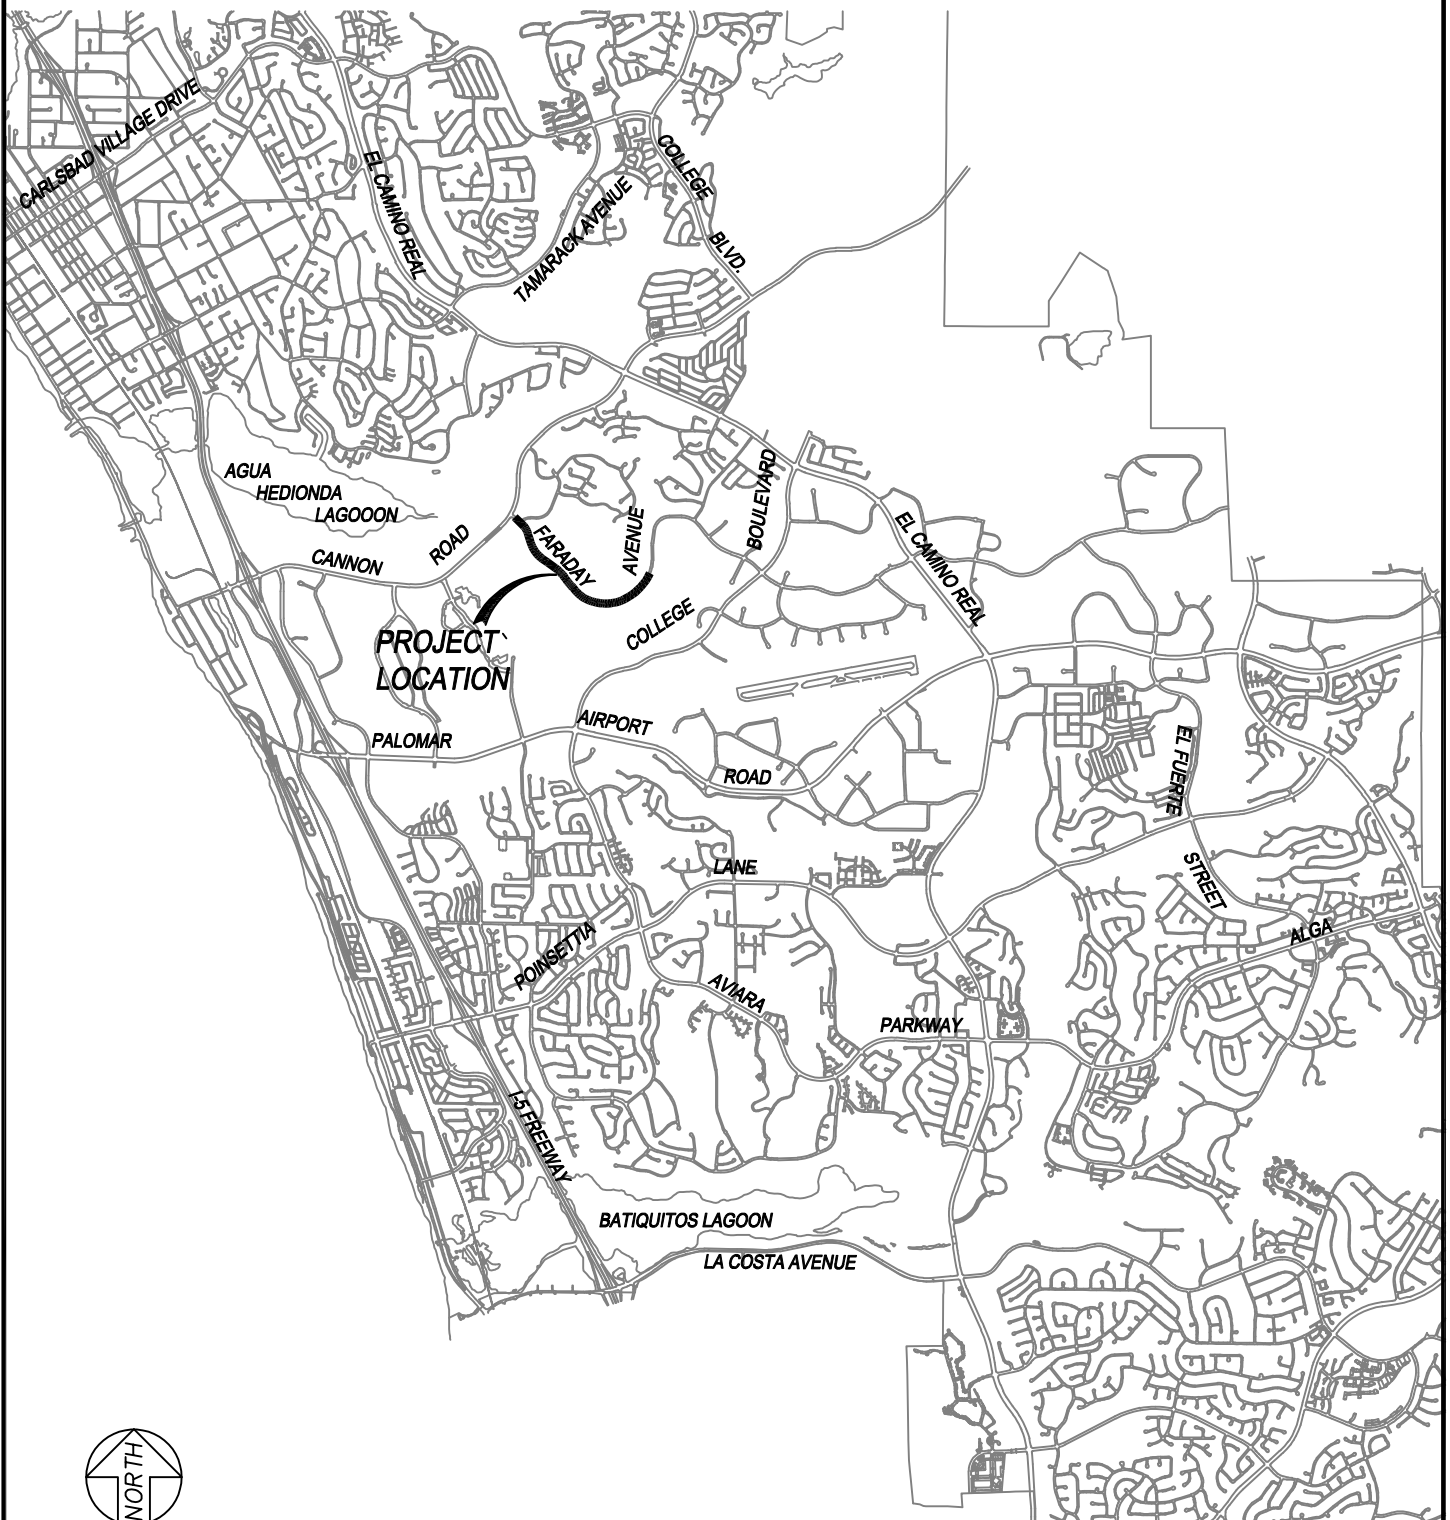 CARLSBAD VILLAGE DRIVE
EL CAMINO REAL
TAMARACK AVENUE
COLLEGE
BLVD.
AGUA
HEDIONDA
LAGOOON
CANNON
ROAD
FARADAY
AVENUE
BOULEVARD
EL CAMINO REAL
COLLEGE
PROJECT
LOCATION
PALOMAR
AIRPORT
ROAD
EL FUERTE
STREET
LANE
POINSETTIA
ALGA
AVIARA
PARKWAY
I-5 FREEWAY
BATIQUITOS LAGOON
LA COSTA AVENUE
NORTH